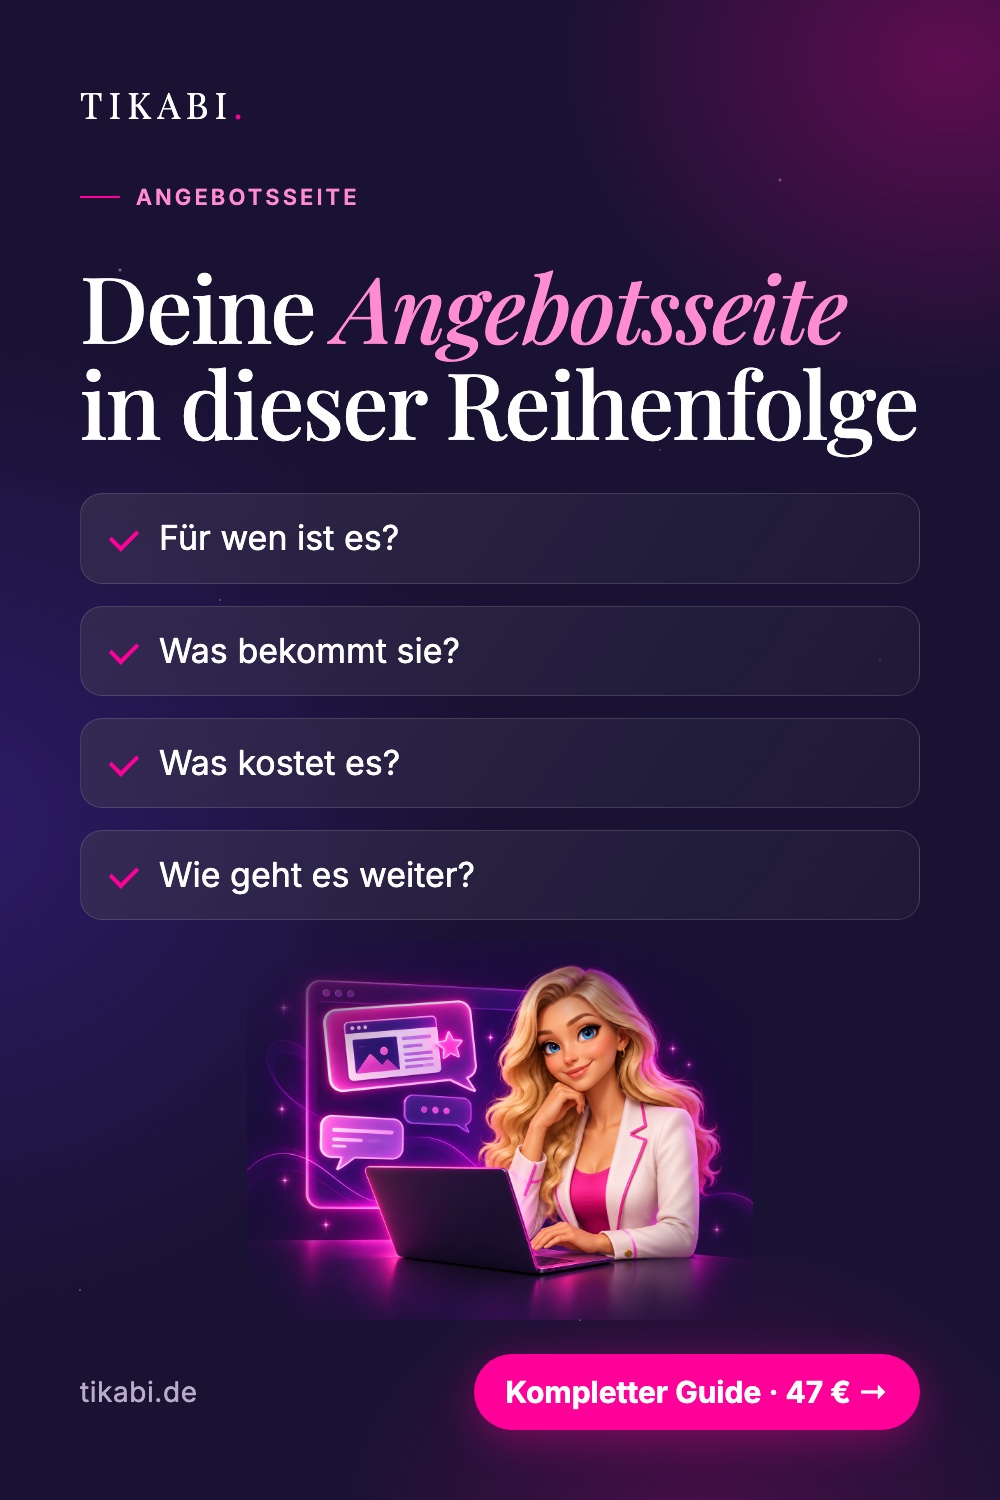 TIKABI.
ANGEBOTSSEITE
Deine Angebotsseite
in dieser Reihenfolge
Für wen ist es?
Was bekommt sie?
Was kostet es?
Wie geht es weiter?
tikabi.de
Kompletter Guide · 47 € →